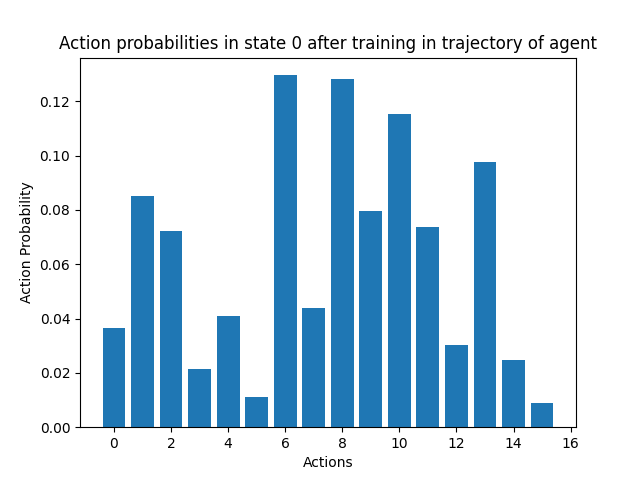 Action probabilities in state 0 after training in trajectory of agent
0.12
0.10
0.08
0.06
0.04
0.02
0.00
Action Probability
0 2 4 6 8 10 12 14 16
Actions